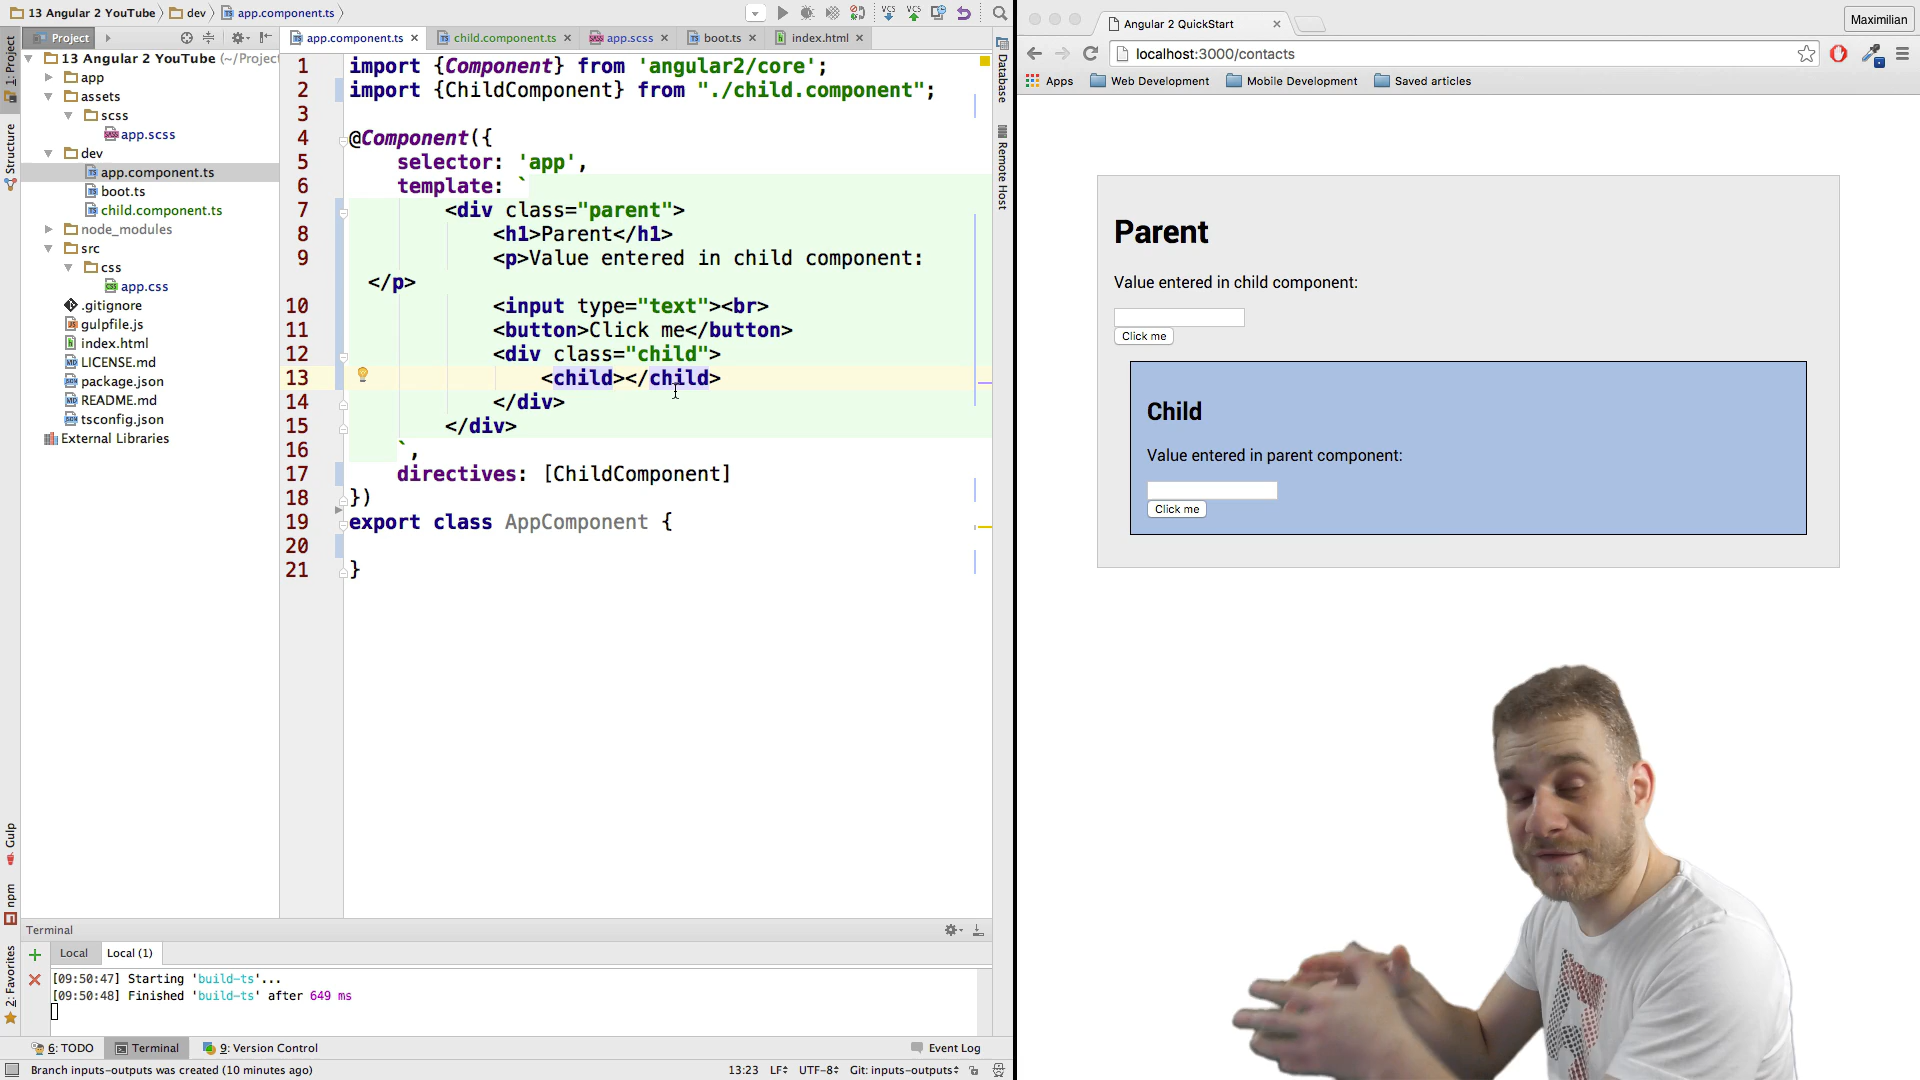 13 Angular 2 YouTube dev app.component.ts
Project
app.component.ts child.component.ts app.scss boot.ts index.html
1: Project
Structure
Gulp
npm
2: Favorites
13 Angular 2 YouTube (~/Projec
app
assets
scss
app.scss
dev
app.component.ts
boot.ts
child.component.ts
node_modules
src
css
app.css
.gitignore
gulpfile.js
index.html
LICENSE.md
package.json
README.md
tsconfig.json
External Libraries
1 import {Component} from 'angular2/core';
2 import {ChildComponent} from "./child.component";
3
4 @Component({
5 selector: 'app',
6 template: `
7 <div class="parent">
8 <h1>Parent</h1>
9 <p>Value entered in child component:
</p>
10 <input type="text"><br>
11 <button>Click me</button>
12 <div class="child">
13 <child></child>
14 </div>
15 </div>
16 `,
17 directives: [ChildComponent]
18 })
19 export class AppComponent {
20
21 }
Database
Remote Host
Terminal
Local Local (1)
[09:50:47] Starting 'build-ts'...
[09:50:48] Finished 'build-ts' after 649 ms
6: TODO Terminal 9: Version Control Event Log
Branch inputs-outputs was created (10 minutes ago) 13:23 LF UTF-8 Git: inputs-outputs
Angular 2 QuickStart
Maximilian
localhost:3000/contacts
Apps Web Development Mobile Development Saved articles
Parent
Value entered in child component:
Click me
Child
Value entered in parent component:
Click me